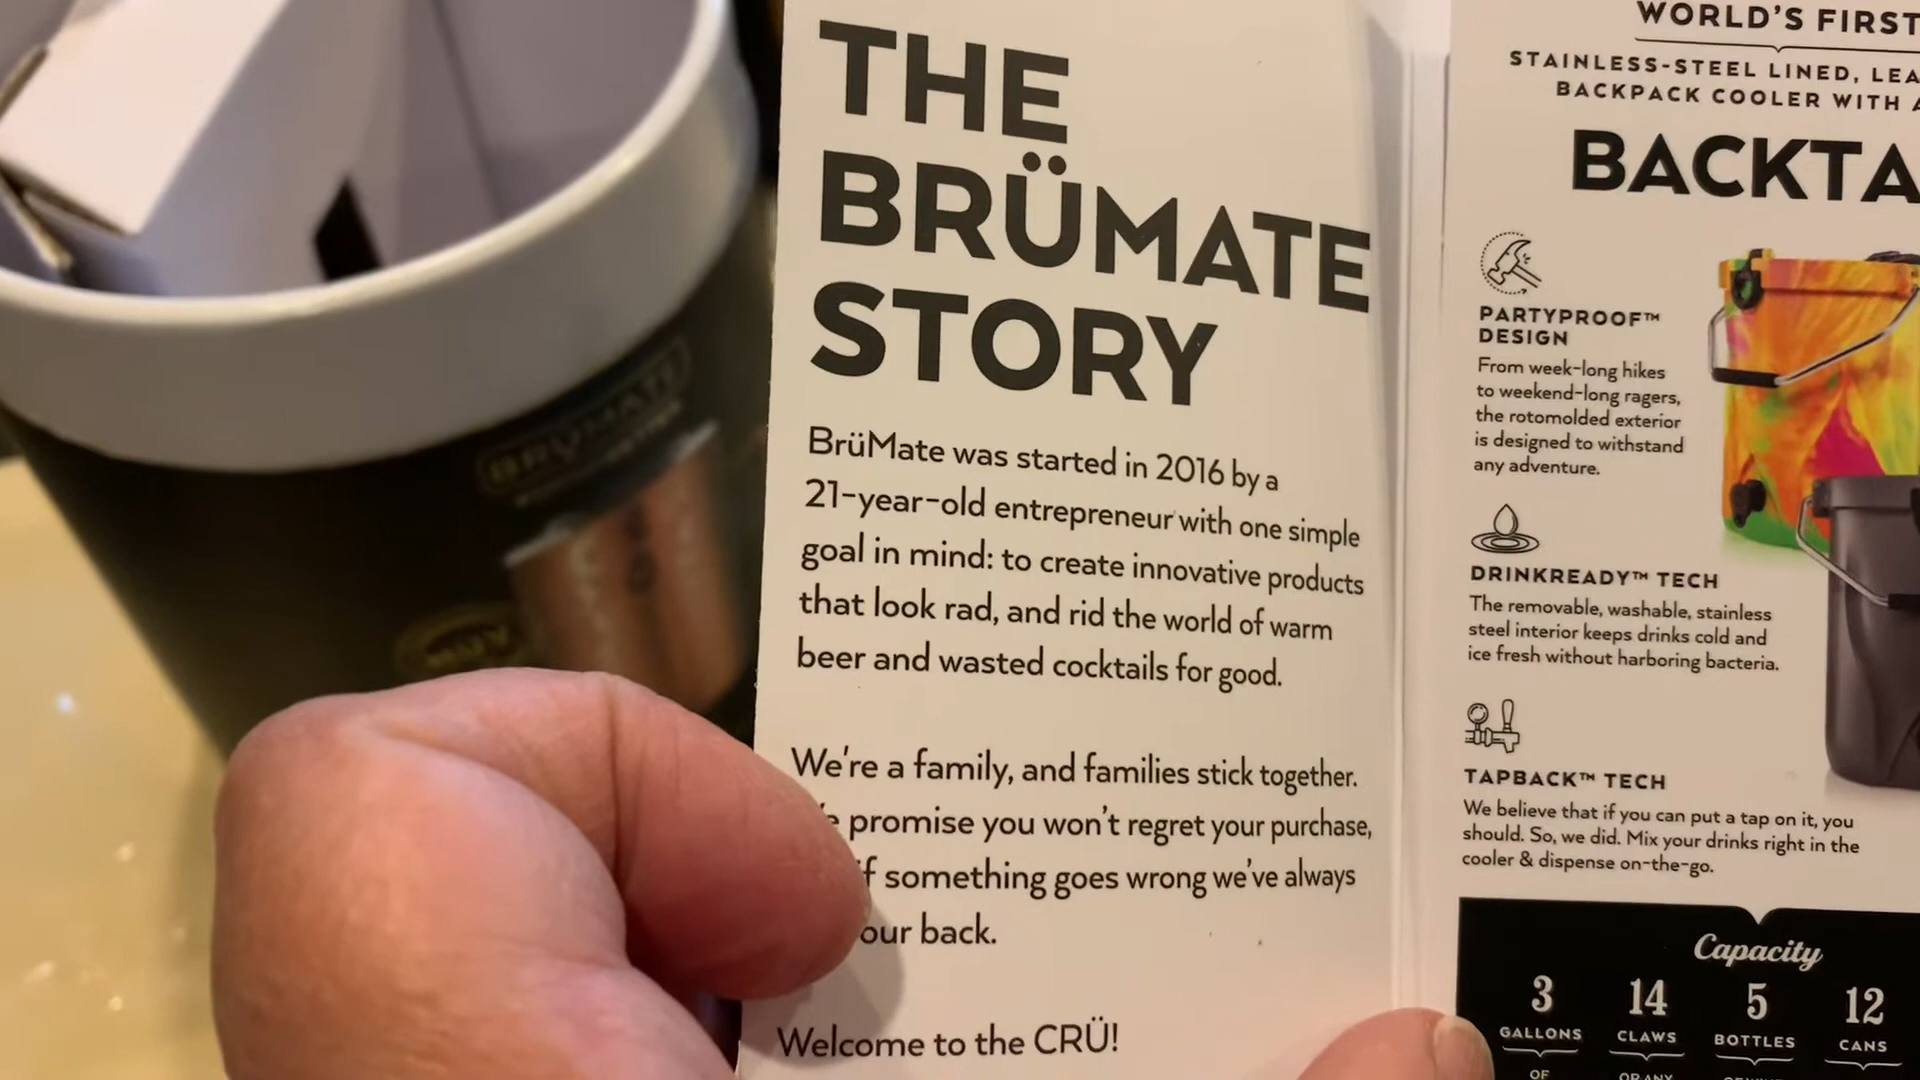 THE
BRÜMATE
STORY
BrüMate was started in 2016 by a
21-year-old entrepreneur with one simple
goal in mind: to create innovative products
that look rad, and rid the world of warm
beer and wasted cocktails for good.
We're a family, and families stick together.
promise you won't regret your purchase,
something goes wrong we've always
back.
Welcome to the CRÜ!
WORLD'S FIRST
STAINLESS-STEEL LINED,
BACKPACK COOLER WITH
PARTYPROOF™
DESIGN
From week-long hikes
to weekend-long ragers,
the rotomolded exterior
is designed to withstand
any adventure.
DRINKREADY™ TECH
The removable, washable, stainless
steel interior keeps drinks cold and
ice fresh without harboring bacteria.
TAPBACK™ TECH
We believe that if you can put a tap on it, you
should. So, we did. Mix your drinks right in the
cooler & dispense on-the-go.
Capacity
3 14 5 12
GALLONS CLAWS BOTTLES CANS
OF OR ANY
BRÜMATE